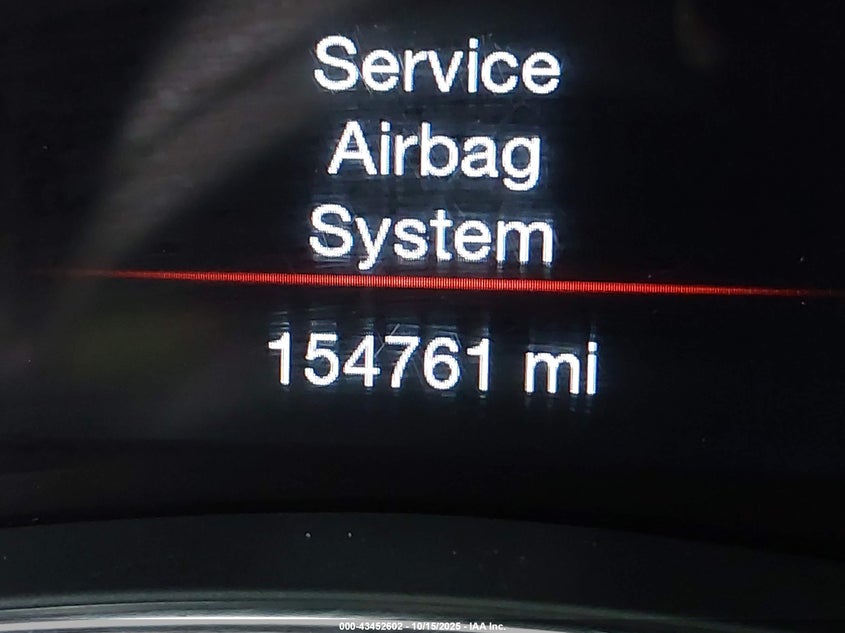 Service
Airbag
System
154761 mi
000-43452602 - 10/15/2025 - IAA Inc.